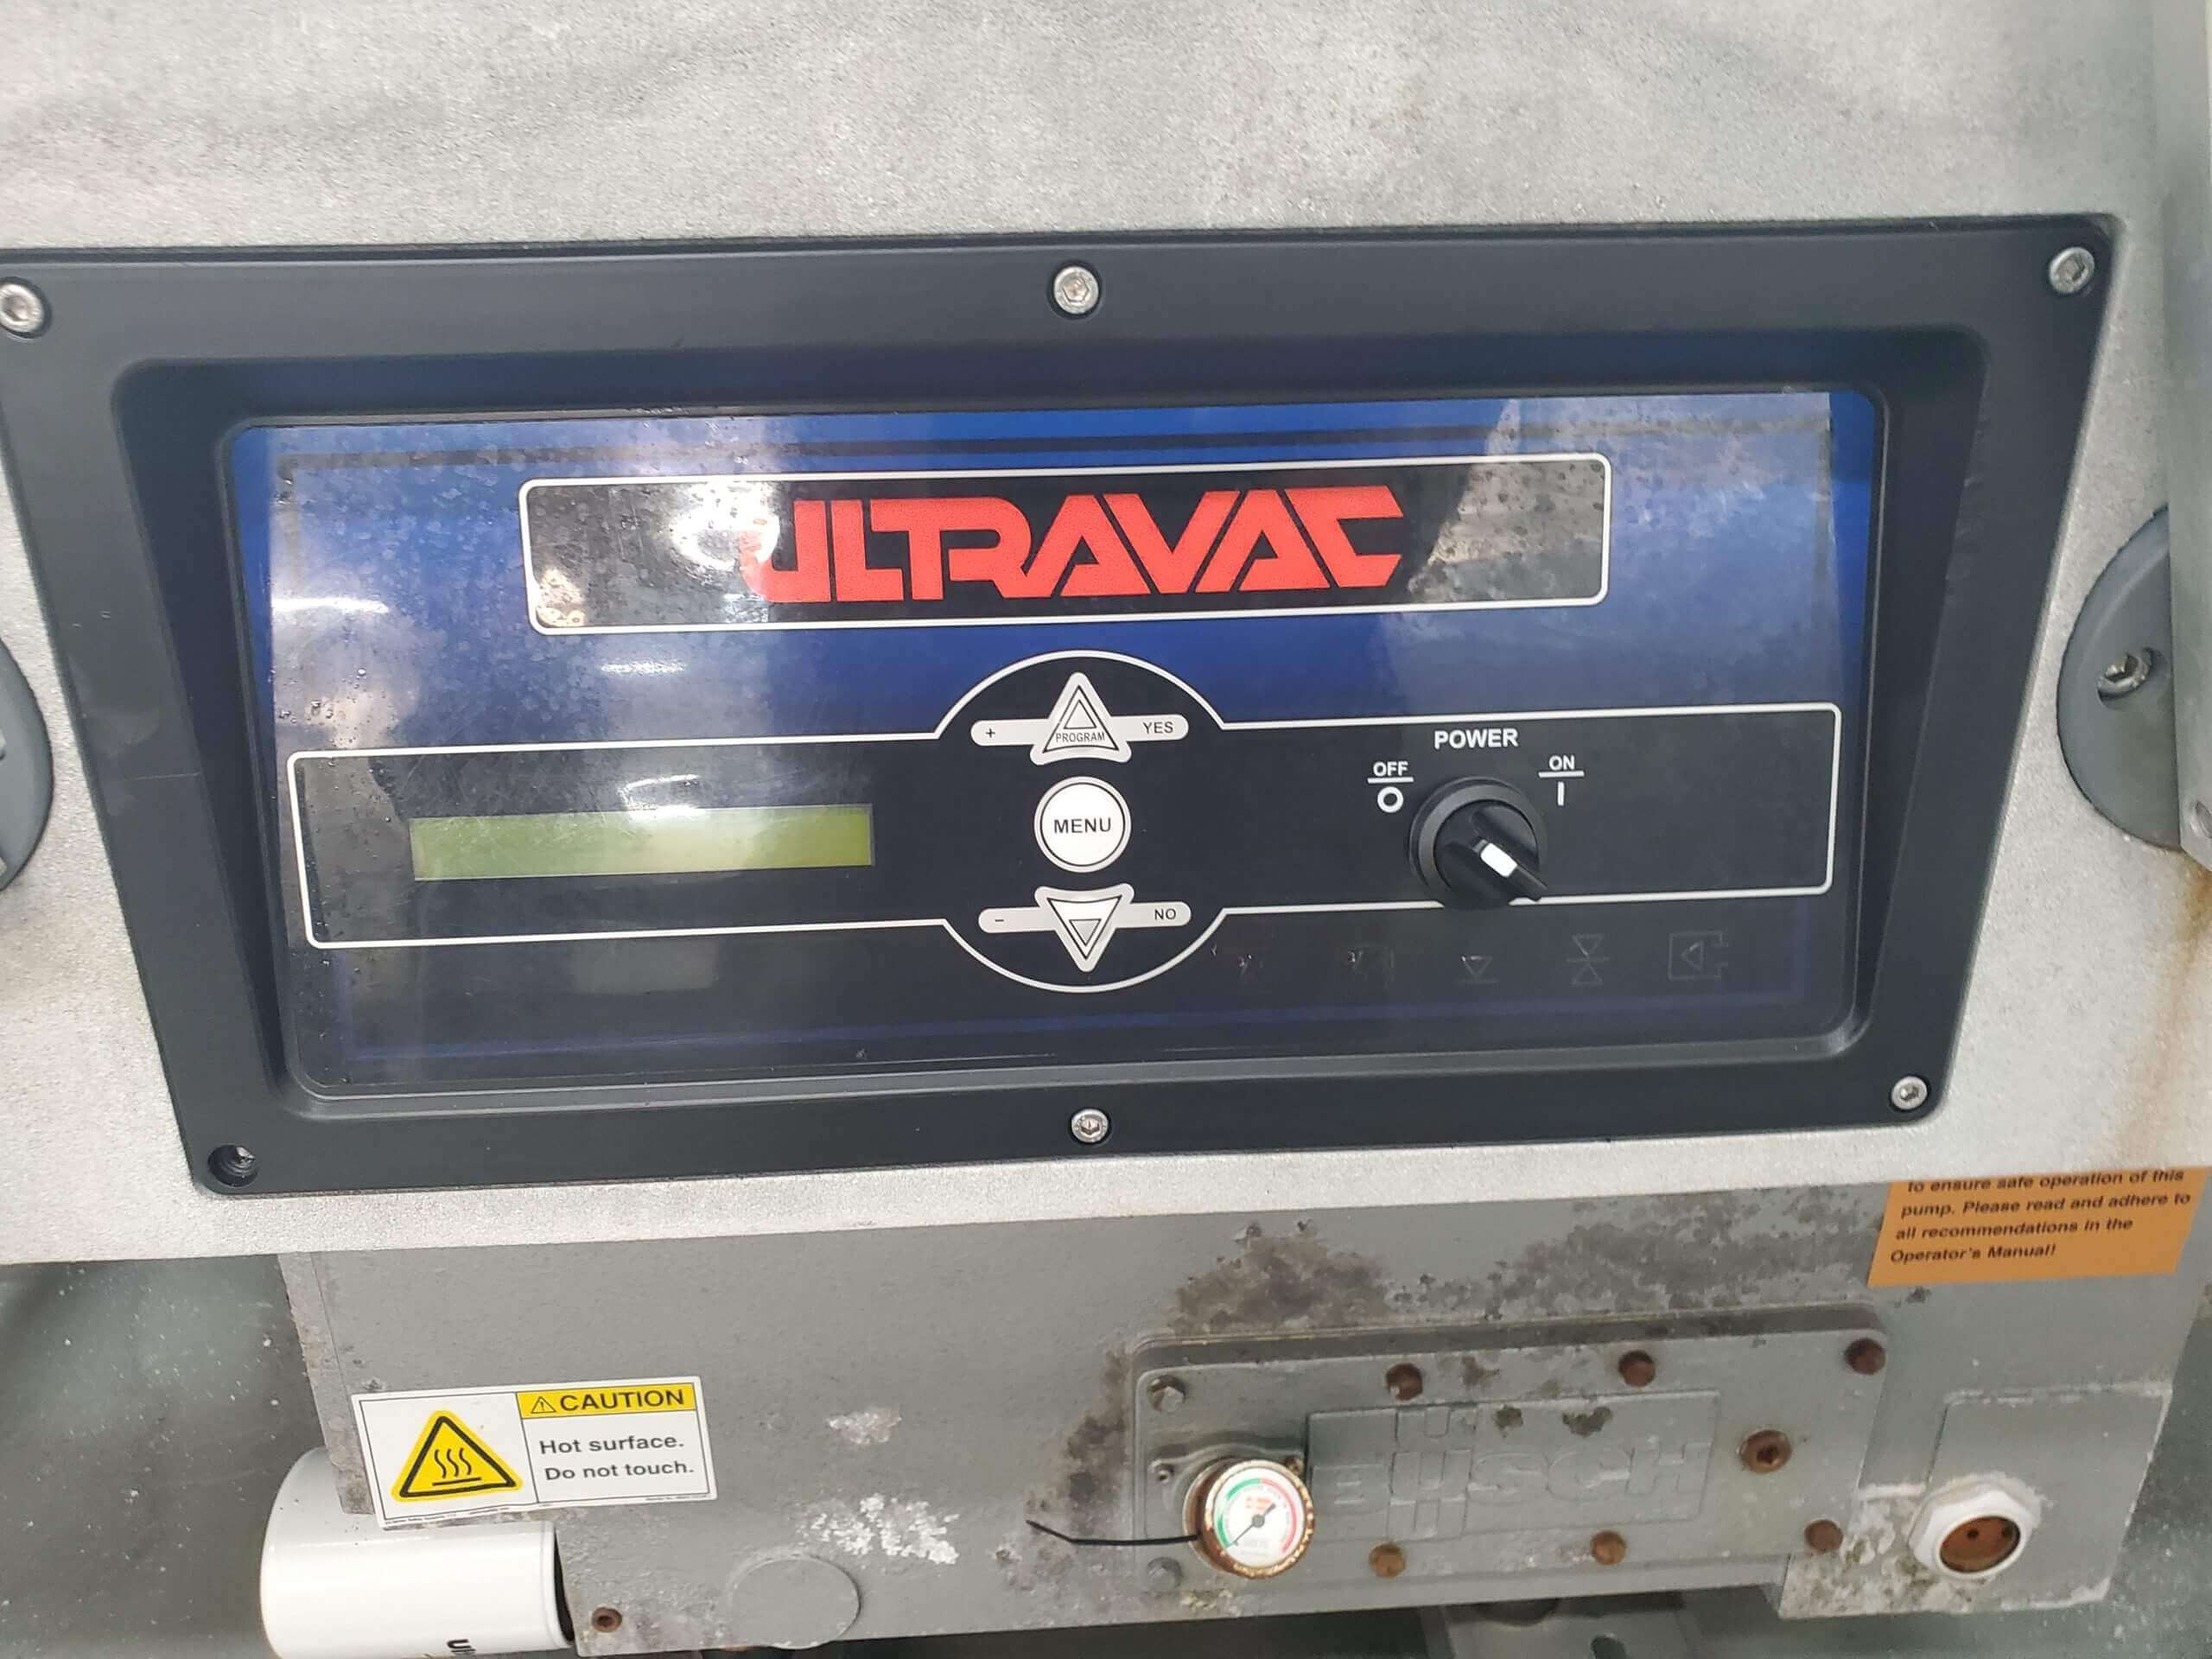 ULTRAVAC
+ PROGRAM YES
MENU
- NO
POWER
OFF
ON
O
I
to ensure safe operation of this
pump. Please read and adhere to
all recommendations in the
Operator's Manual!
CAUTION
Hot surface.
Do not touch.
BUSCH